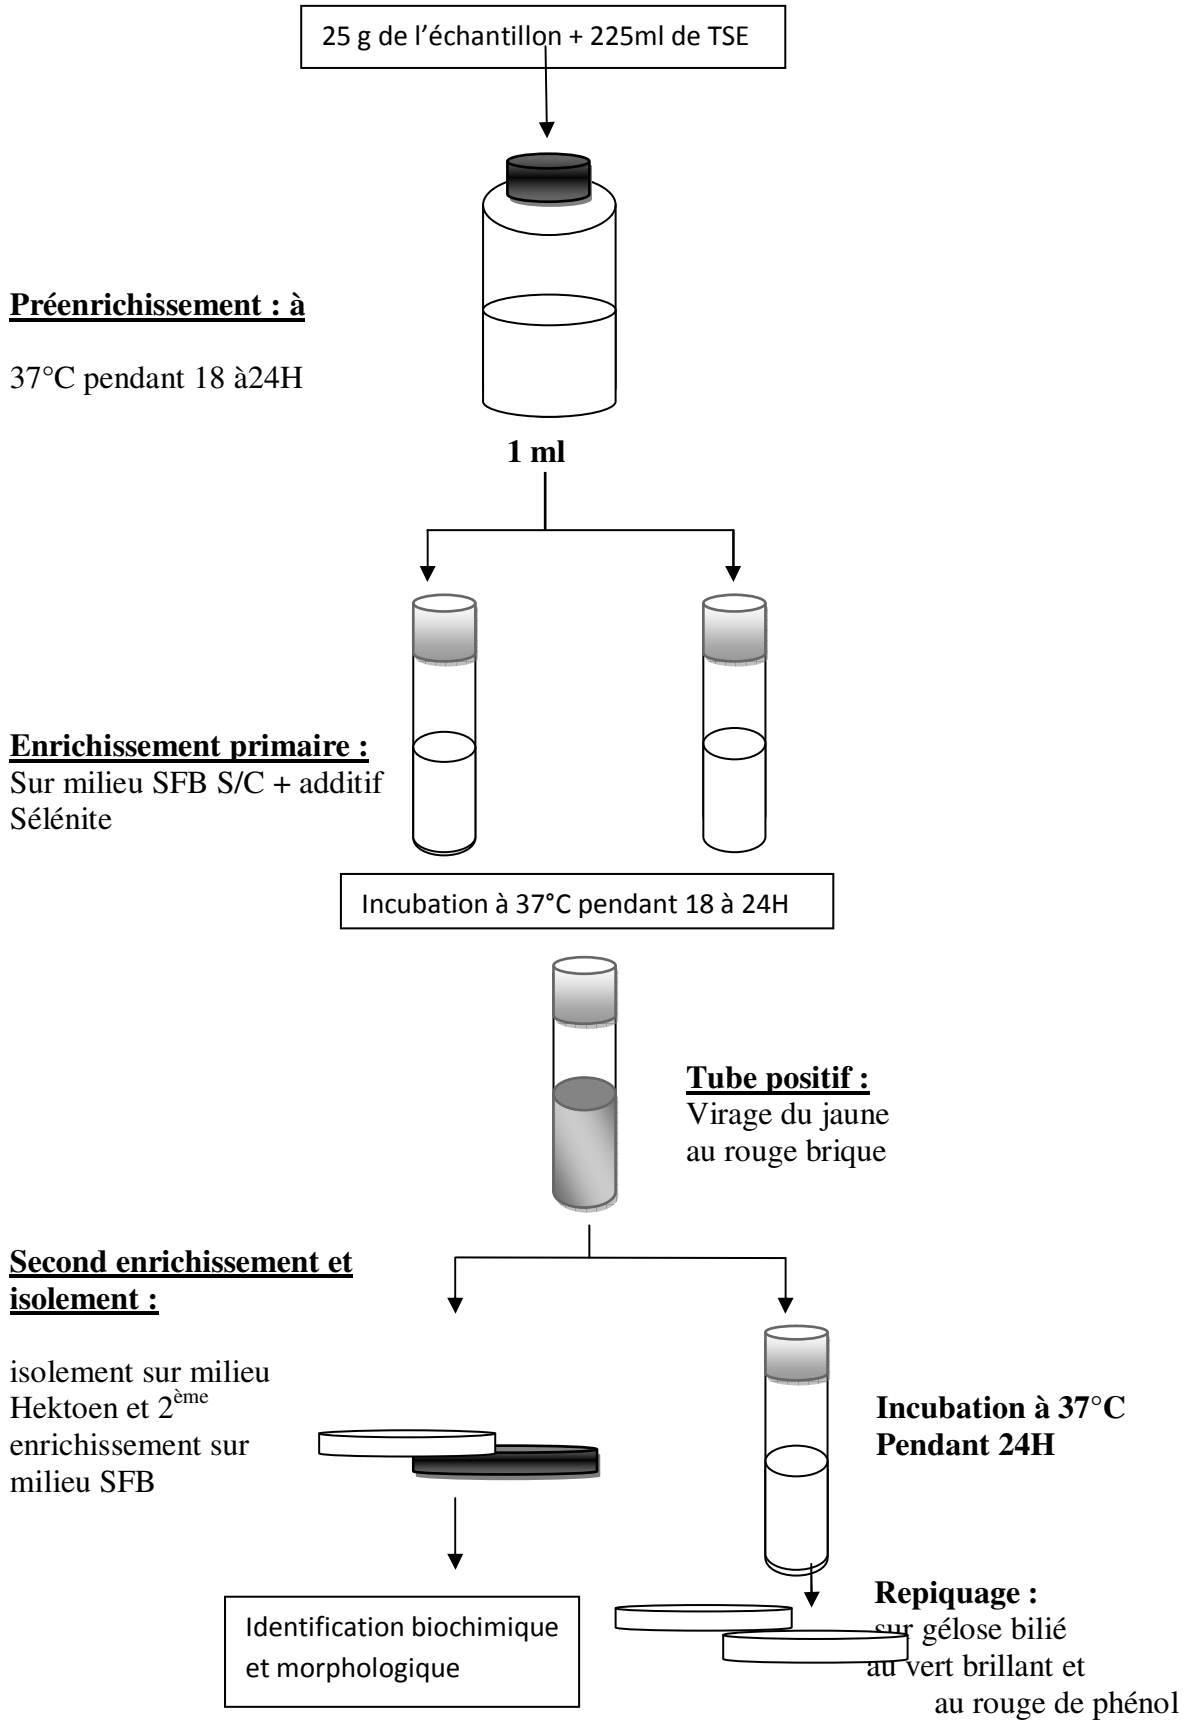 25 g de l’échantillon + 225ml de TSE
Préenrichissement : à
37°C pendant 18 à24H
1 ml
Enrichissement primaire :
Sur milieu SFB S/C + additif
Sélénite
Incubation à 37°C pendant 18 à 24H
Tube positif :
Virage du jaune
au rouge brique
Second enrichissement et
isolement :
isolement sur milieu
Hektoen et 2ème
enrichissement sur
milieu SFB
Incubation à 37°C
Pendant 24H
Identification biochimique
et morphologique
Repiquage :
sur gélose bilié
au vert brillant et
au rouge de phénol